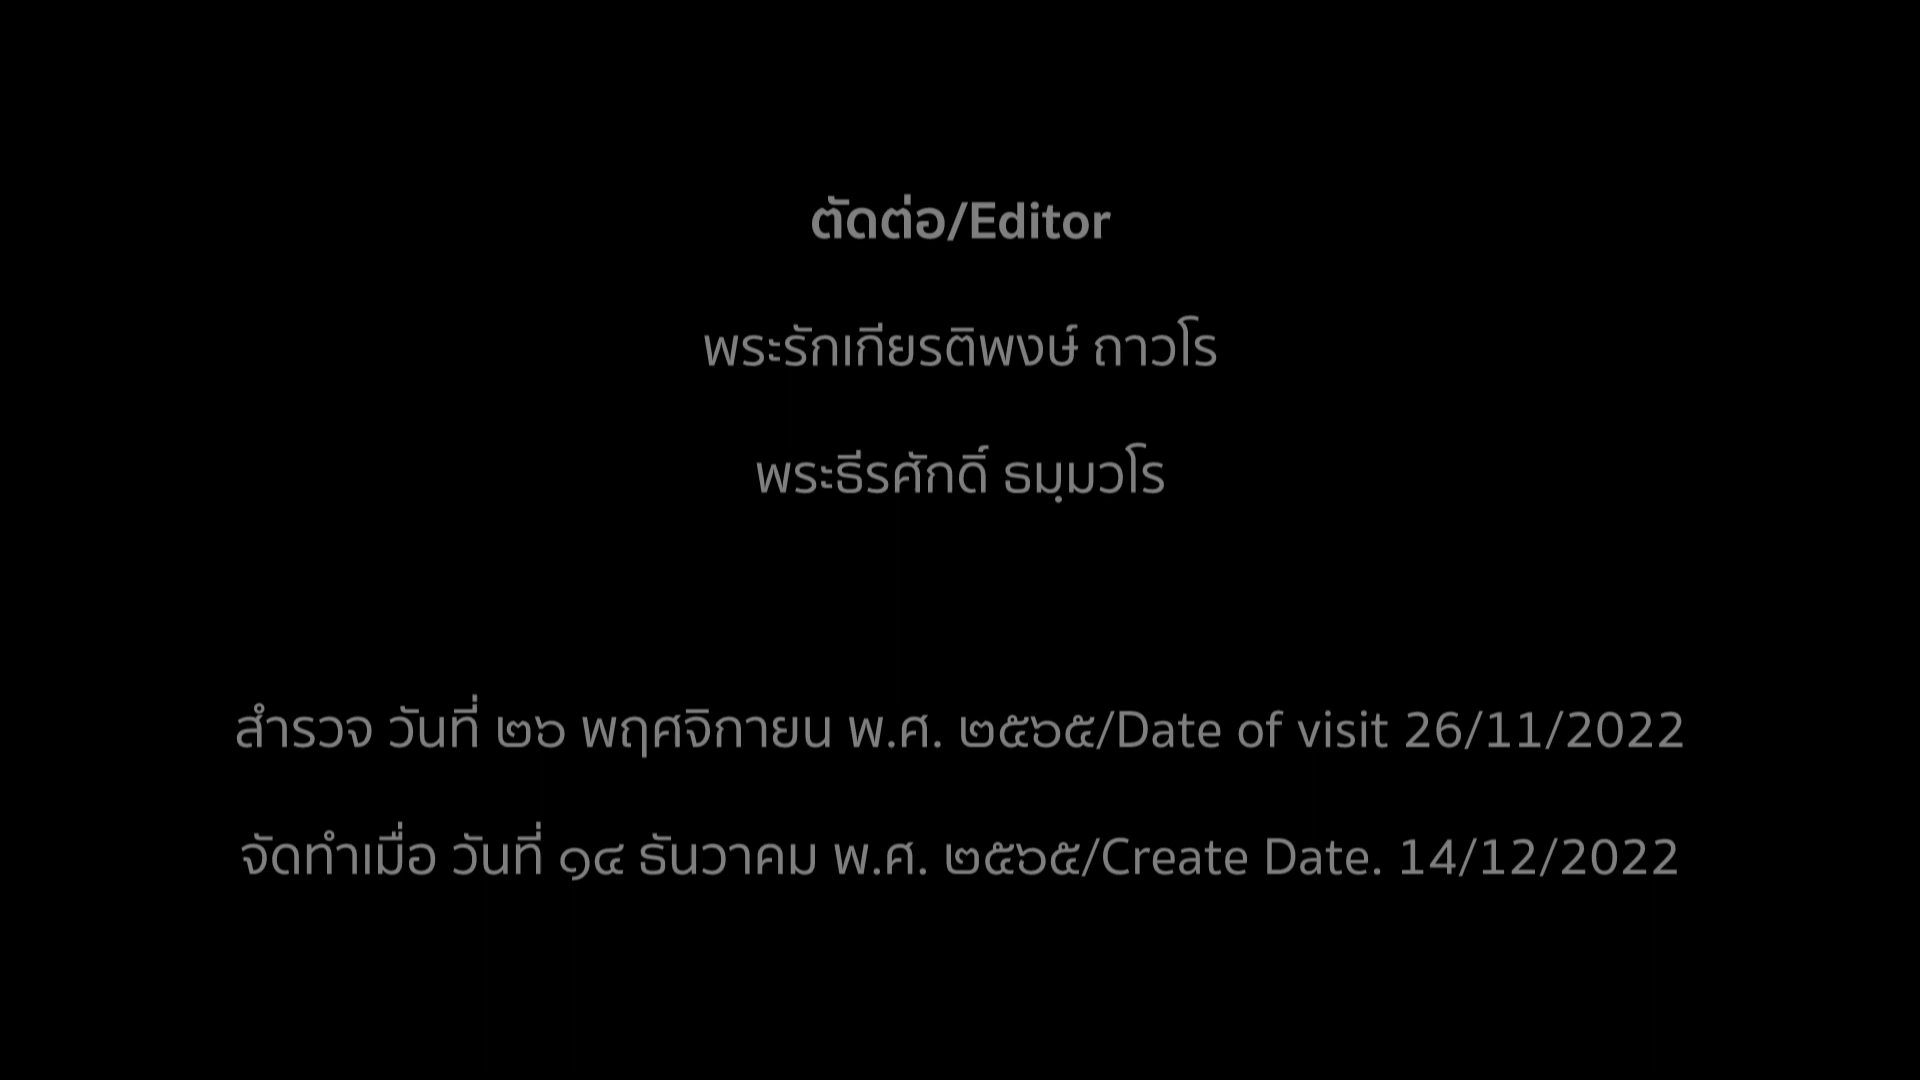 ตัดต่อ/Editor
พระรักเกียรติพงษ์ ถาวโร
พระธีรศักดิ์ ธมฺมวโร
สำรวจ วันที่ ๒๖ พฤศจิกายน พ.ศ. ๒๕๖๕/Date of visit 26/11/2022
จัดทำเมื่อ วันที่ ๑๔ ธันวาคม พ.ศ. ๒๕๖๕/Create Date. 14/12/2022